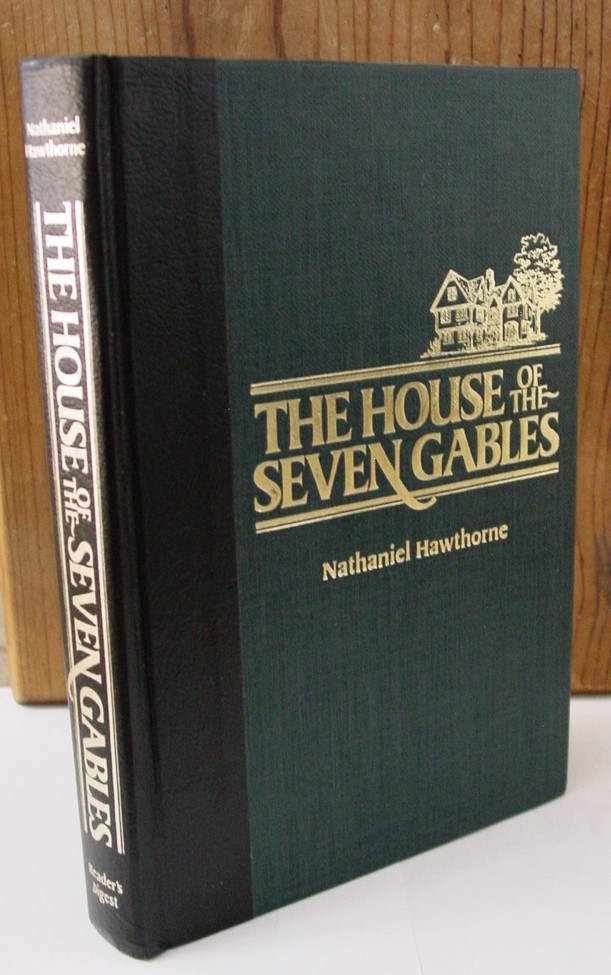 Nathaniel
Hawthorne
THE HOUSE OF THE SEVEN GABLES
Reader's
Digest
THE HOUSE OF THE
SEVEN GABLES
Nathaniel Hawthorne